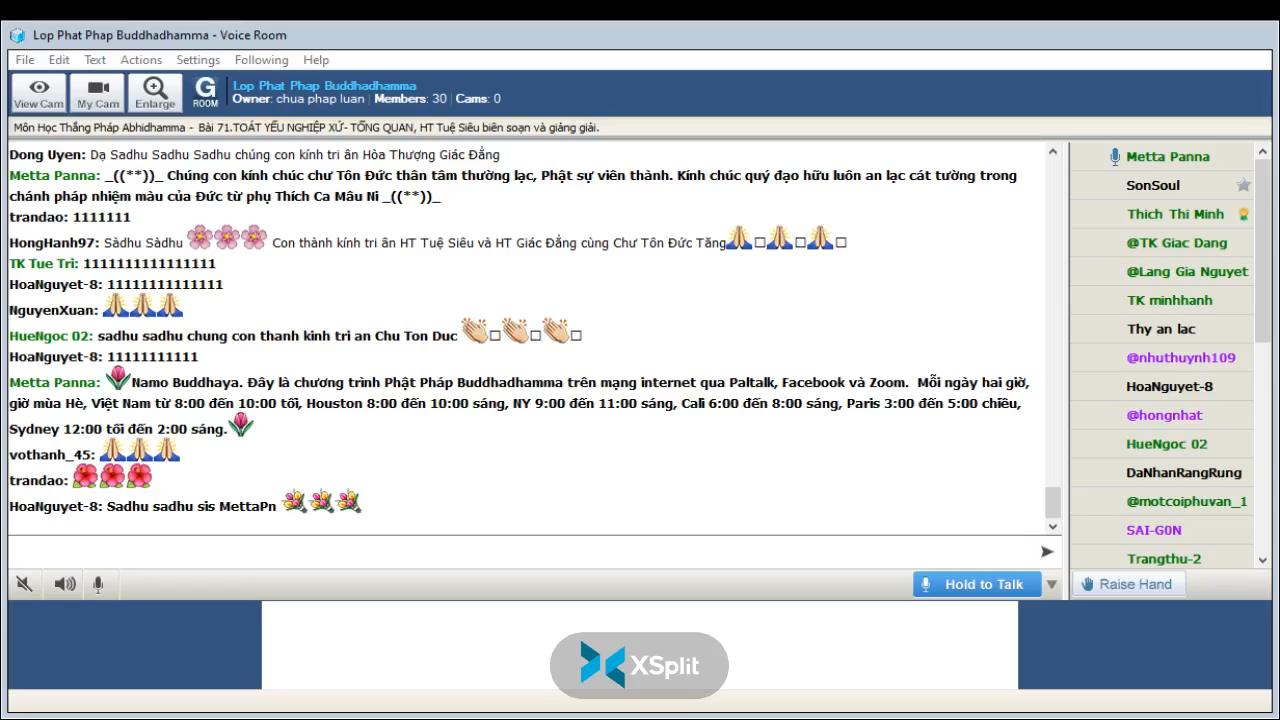 Lop Phat Phap Buddhadhamma - Voice Room
File Edit Text Actions Settings Following Help
View Cam My Cam Enlarge G ROOM
Lop Phat Phap Buddhadhamma
Owner: chua phap luan | Members: 30 | Cams: 0
Môn Học Thắng Pháp Abhidhamma - Bài 71.TOÁT YẾU NGHIỆP XỨ- TỔNG QUAN, HT Tuệ Siêu biên soạn và giảng giải.
Dong Uyen: Dạ Sadhu Sadhu Sadhu chúng con kính tri ân Hòa Thượng Giác Đẳng
Metta Panna: _((**))_ Chúng con kính chúc chư Tôn Đức thân tâm thường lạc, Phật sự viên thành. Kính chúc quý đạo hữu luôn an lạc cát tường trong
chánh pháp nhiệm màu của Đức từ phụ Thích Ca Mâu Ni _((**))_
trandao: 1111111
HongHanh97: Sàdhu Sàdhu 🌸🌸🌸 Con thành kính tri ân HT Tuệ Siêu và HT Giác Đẳng cùng Chư Tôn Đức Tăng🙏□🙏□🙏□
TK Tue Tri: 1111111111111111
HoaNguyet-8: 11111111111111
NguyenXuan: 🙏🙏🙏
HueNgoc 02: sadhu sadhu chung con thanh kinh tri an Chu Ton Duc 👏□👏□👏□
HoaNguyet-8: 11111111111
Metta Panna: 🌷Namo Buddhaya. Đây là chương trình Phật Pháp Buddhadhamma trên mạng internet qua Paltalk, Facebook và Zoom. Mỗi ngày hai giờ,
giờ mùa Hè, Việt Nam từ 8:00 đến 10:00 tối, Houston 8:00 đến 10:00 sáng, NY 9:00 đến 11:00 sáng, Cali 6:00 đến 8:00 sáng, Paris 3:00 đến 5:00 chiều,
Sydney 12:00 tối đến 2:00 sáng.🌷
vothanh_45: 🙏🙏🙏
trandao: 🌺🌺🌺
HoaNguyet-8: Sadhu sadhu sis MettaPn 💐💐💐
Metta Panna
SonSoul
Thich Thi Minh
@TK Giac Dang
@Lang Gia Nguyet
TK minhhanh
Thy an lac
@nhuthuynh109
HoaNguyet-8
@hongnhat
HueNgoc 02
DaNhanRangRung
@motcoiphuvan_1
SAI-G0N
Trangthu-2
Hold to Talk
Raise Hand
XSplit